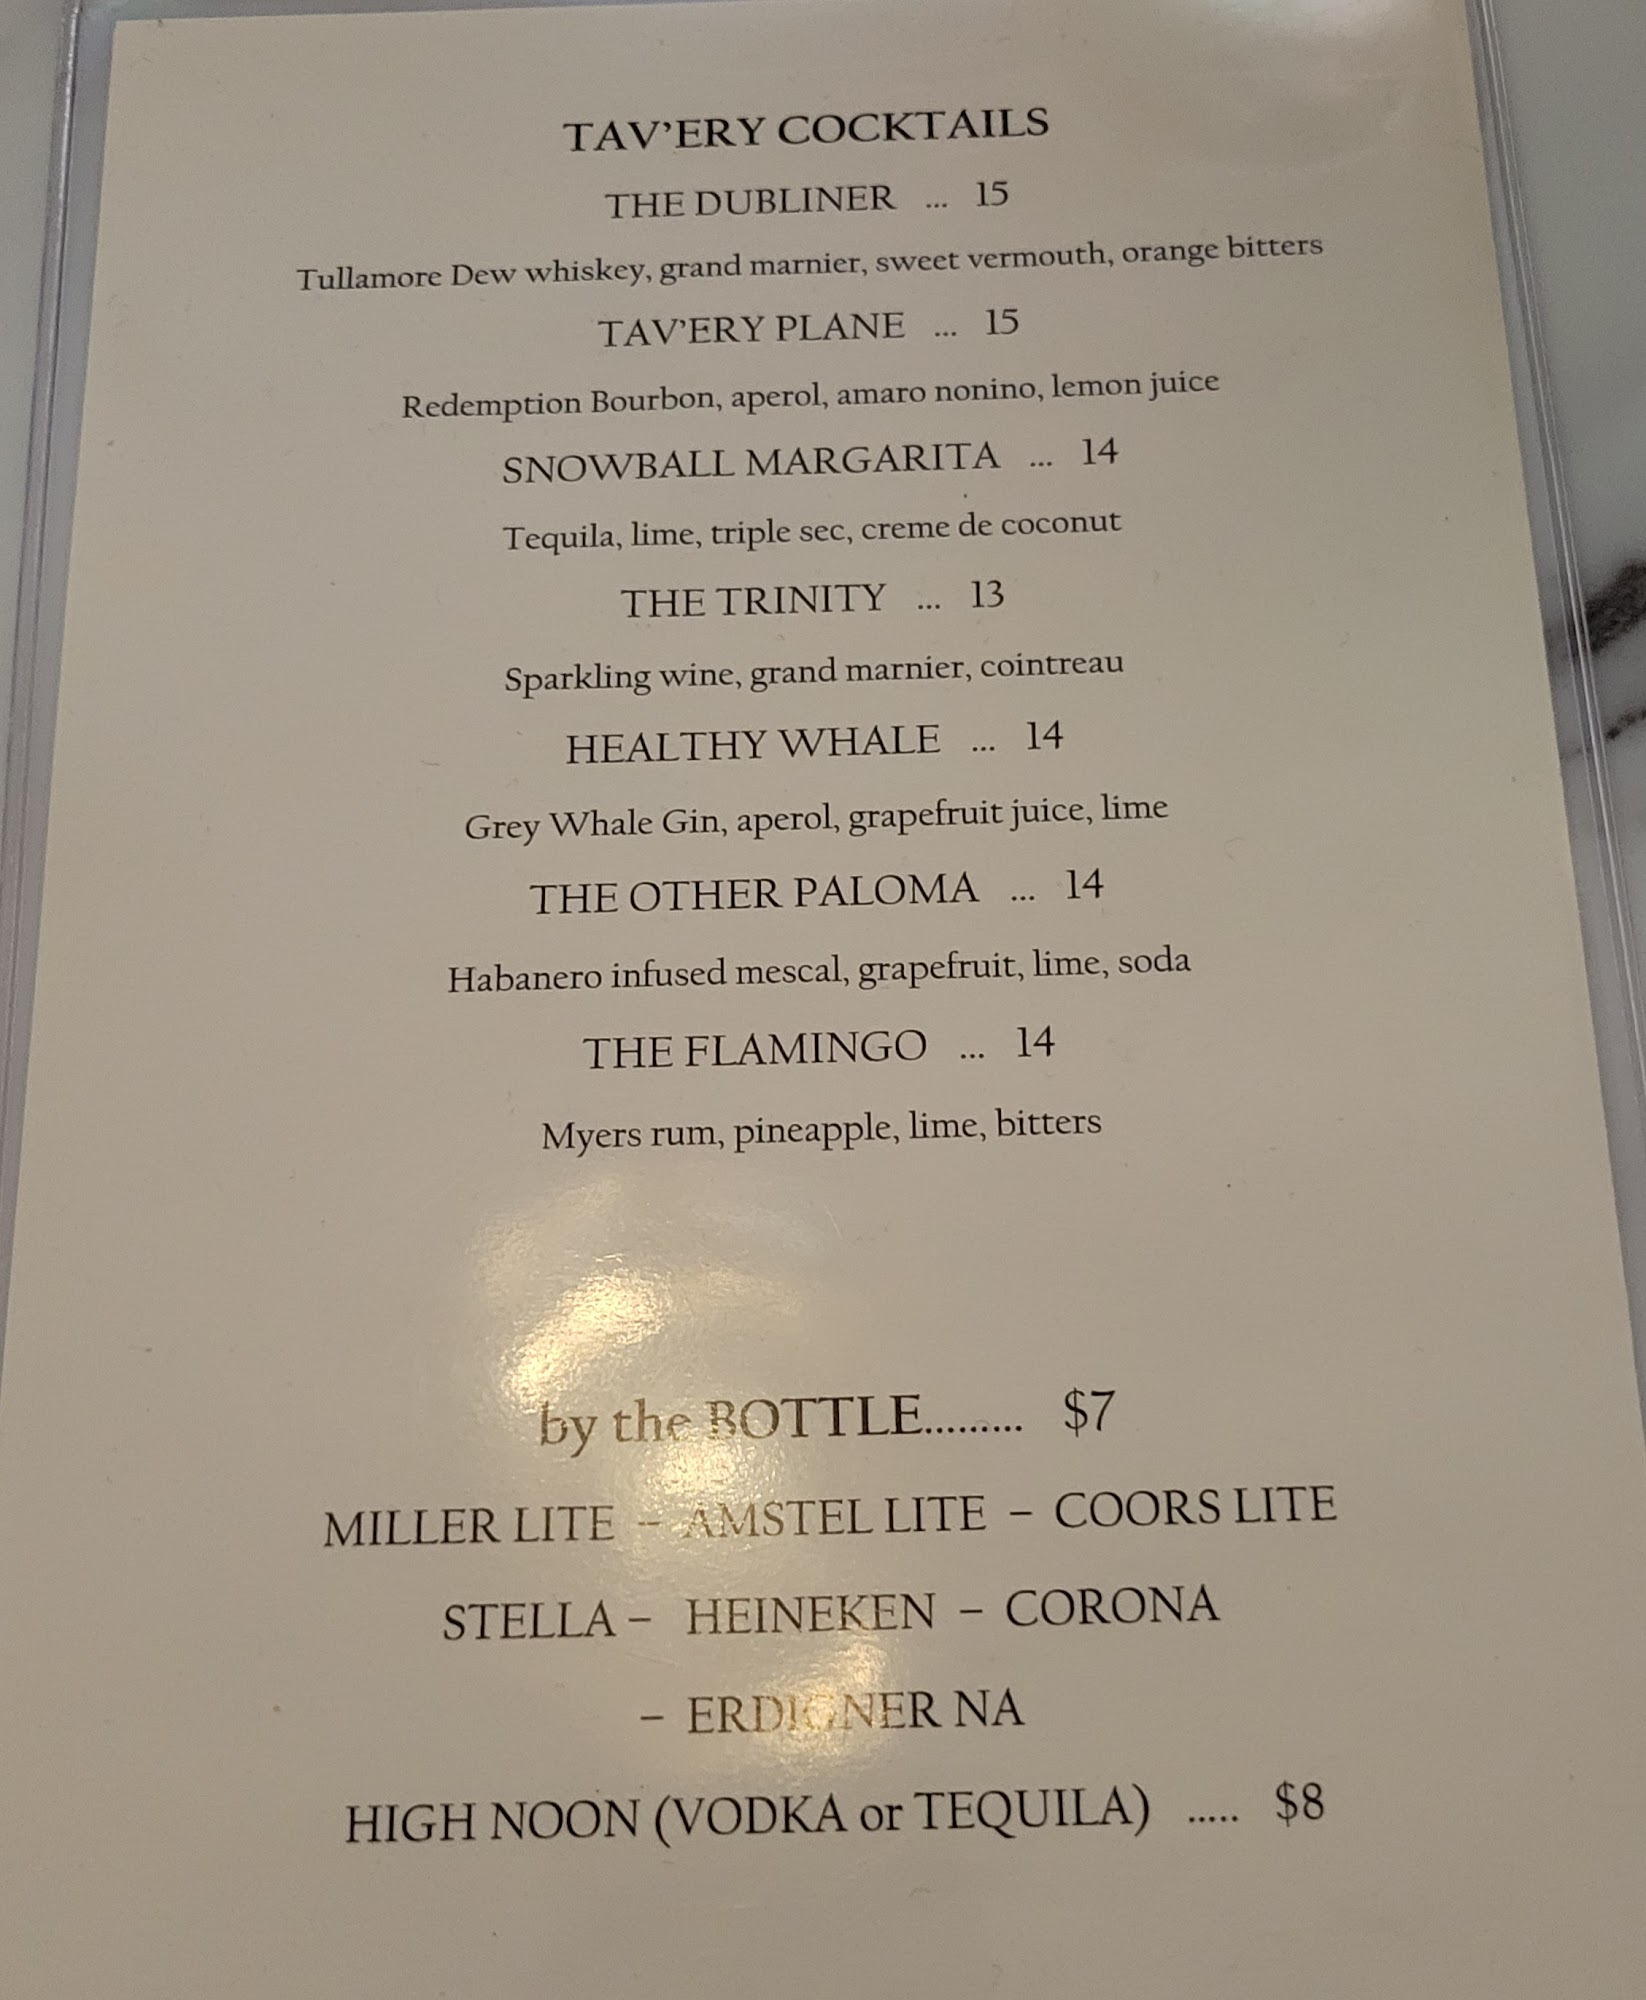 TAV'ERY COCKTAILS
THE DUBLINER ... 15
Tullamore Dew whiskey, grand marnier, sweet vermouth, orange bitters
TAV'ERY PLANE ... 15
Redemption Bourbon, aperol, amaro nonino, lemon juice
SNOWBALL MARGARITA ... 14
Tequila, lime, triple sec, creme de coconut
THE TRINITY ... 13
Sparkling wine, grand marnier, cointreau
HEALTHY WHALE ... 14
Grey Whale Gin, aperol, grapefruit juice, lime
THE OTHER PALOMA ... 14
Habanero infused mescal, grapefruit, lime, soda
THE FLAMINGO ... 14
Myers rum, pineapple, lime, bitters
by the BOTTLE......... $7
MILLER LITE – AMSTEL LITE – COORS LITE
STELLA – HEINEKEN – CORONA
– ERDIGNER NA
HIGH NOON (VODKA or TEQUILA) ..... $8